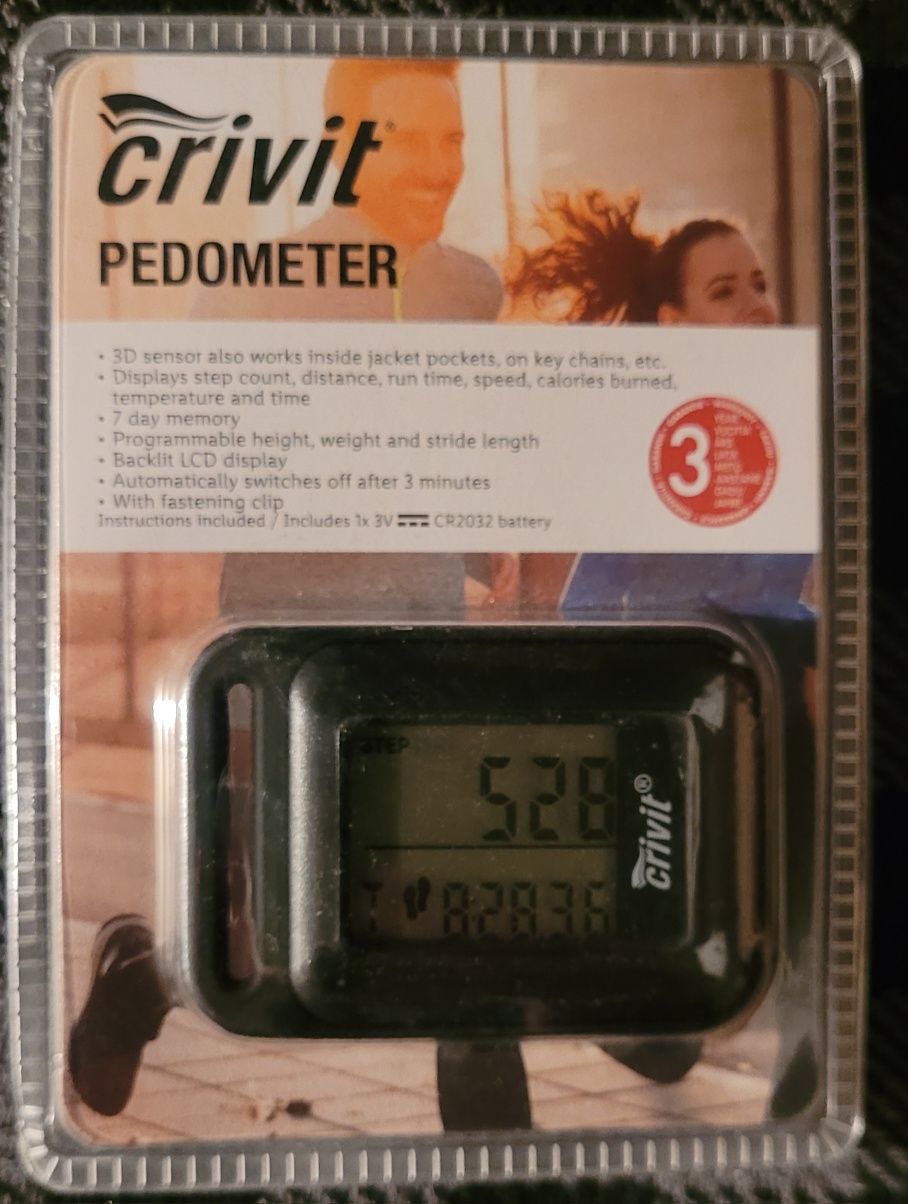 crivit®
PEDOMETER
• 3D sensor also works inside jacket pockets, on key chains, etc.
• Displays step count, distance, run time, speed, calories burned,
temperature and time
• 7 day memory
• Programmable height, weight and stride length
• Backlit LCD display
• Automatically switches off after 3 minutes
• With fastening clip
Instructions included / Includes 1x 3V ⎓ CR2032 battery
3
YEAR
STEP
528
T 82836
crivit®